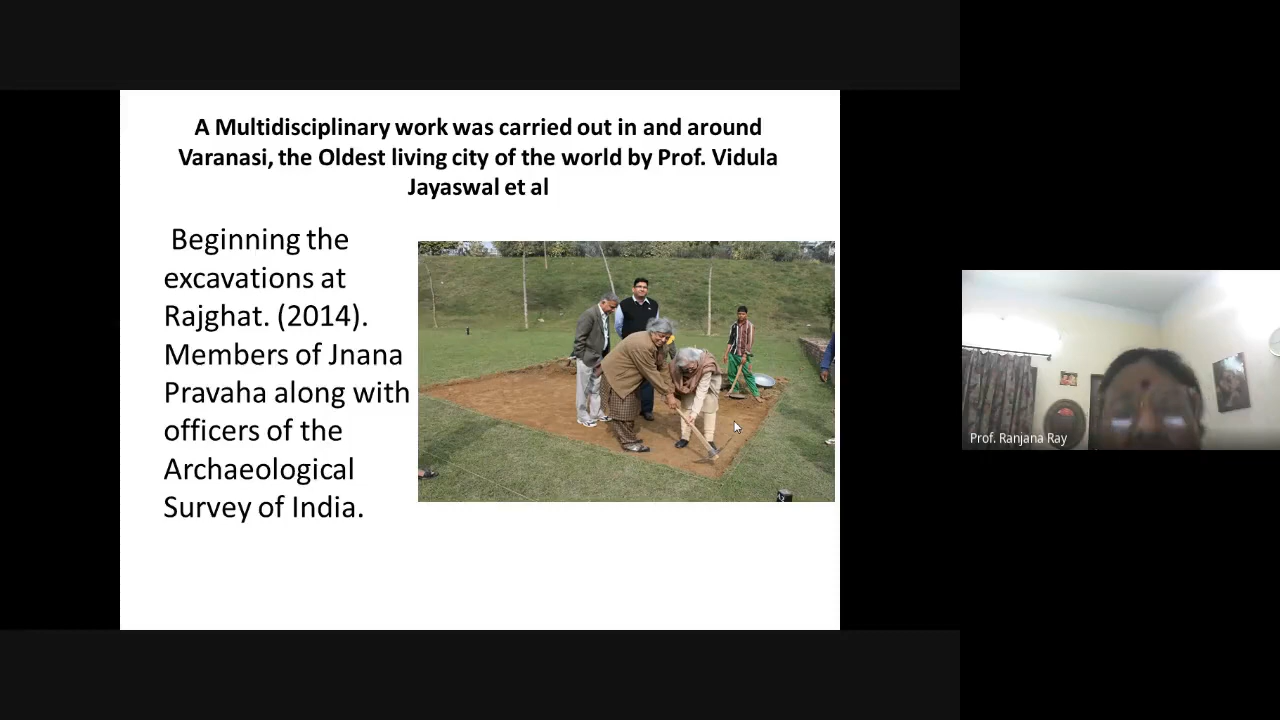 A Multidisciplinary work was carried out in and around
Varanasi, the Oldest living city of the world by Prof. Vidula
Jayaswal et al
Beginning the
excavations at
Rajghat. (2014).
Members of Jnana
Pravaha along with
officers of the
Archaeological
Survey of India.
Prof. Ranjana Ray